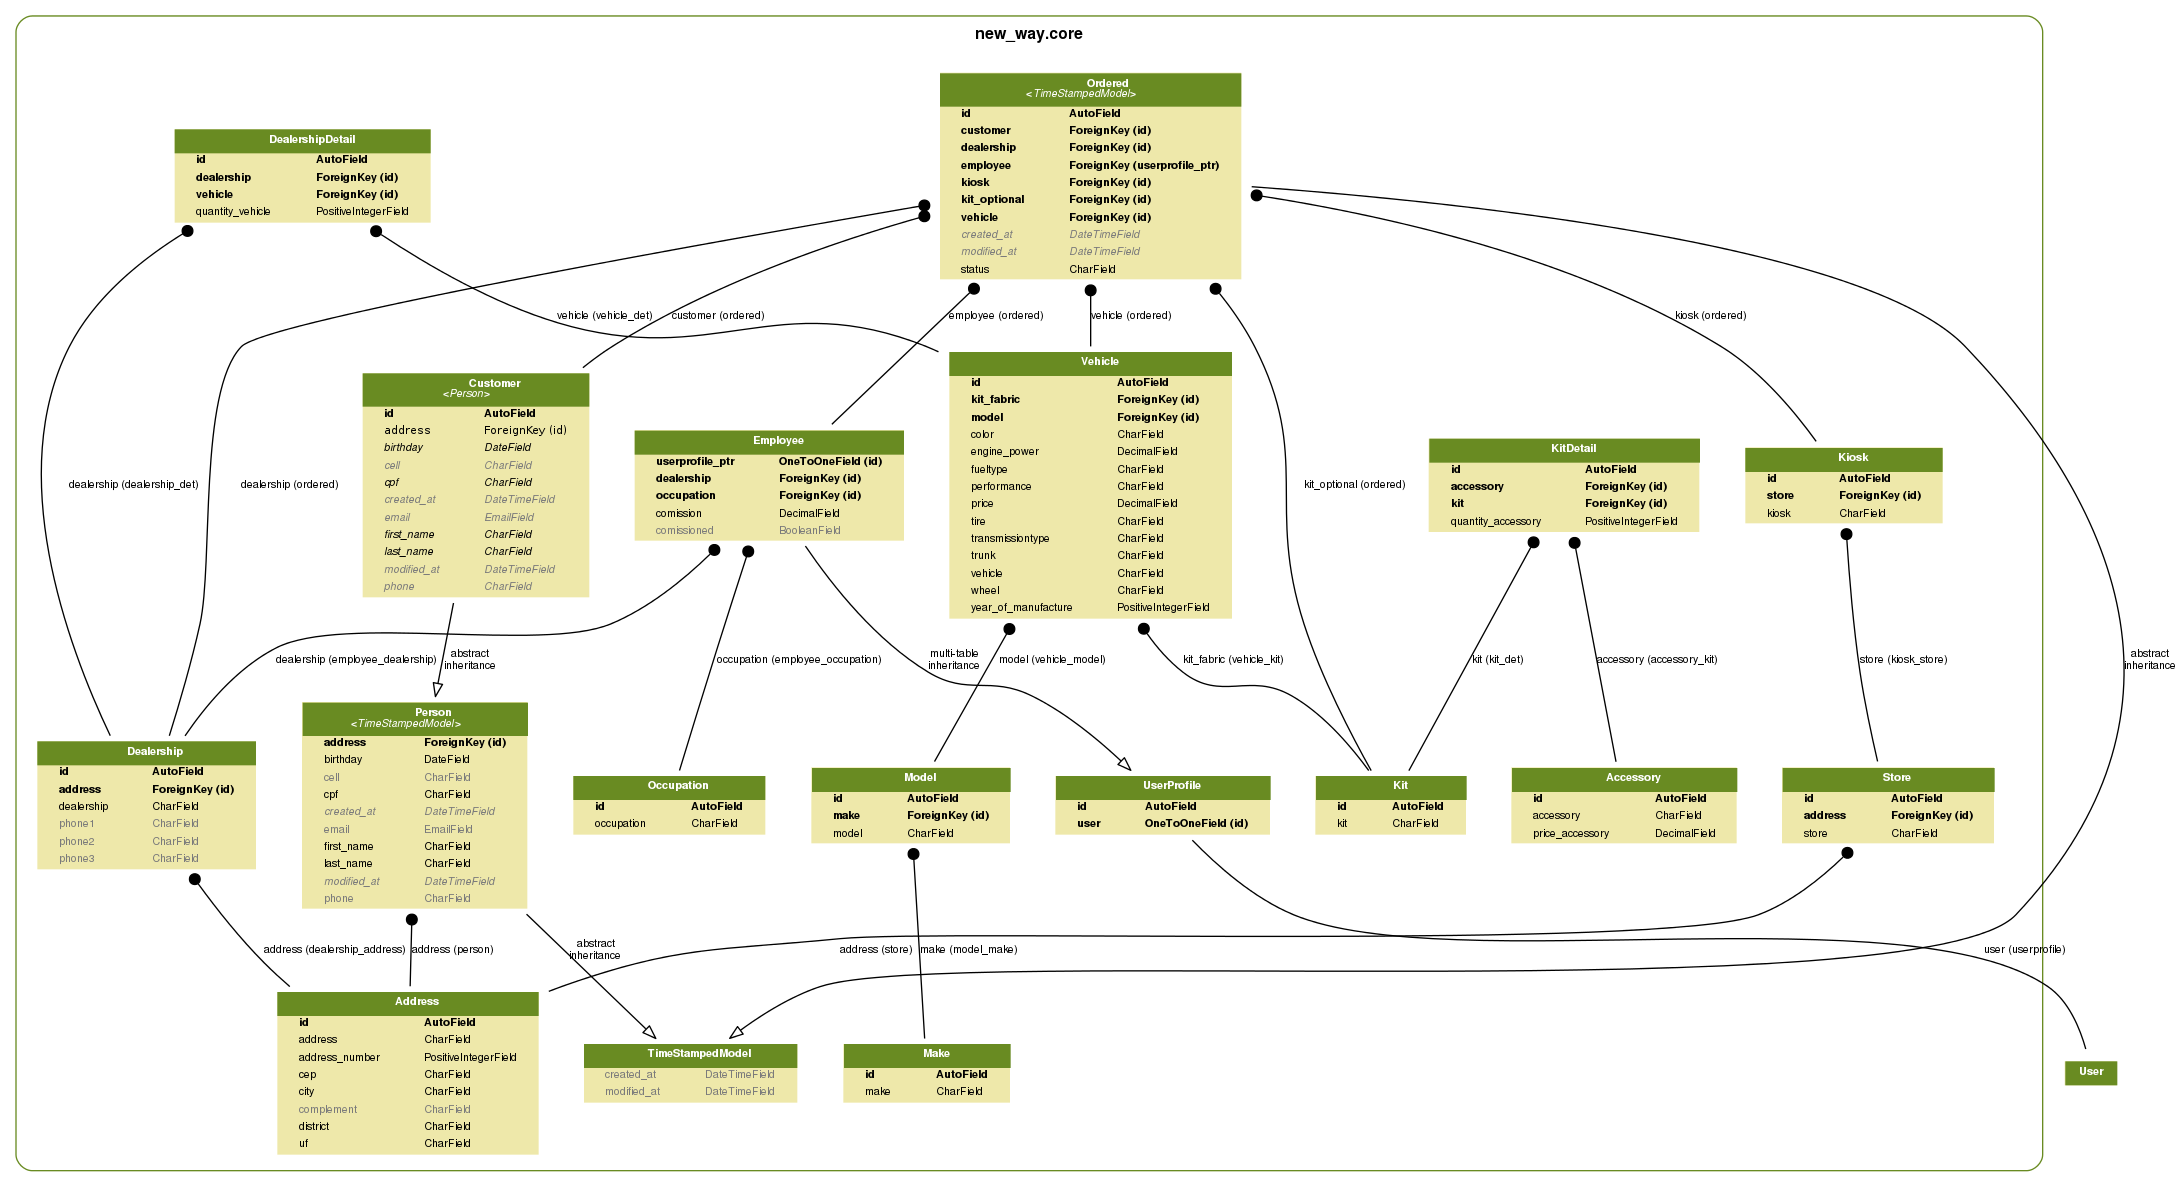 new_way.core
Ordered
<TimeStampedModel>
id AutoField
customer ForeignKey (id)
dealership ForeignKey (id)
employee ForeignKey (userprofile_ptr)
kiosk ForeignKey (id)
kit_optional ForeignKey (id)
vehicle ForeignKey (id)
created_at DateTimeField
modified_at DateTimeField
status CharField
DealershipDetail
id AutoField
dealership ForeignKey (id)
vehicle ForeignKey (id)
quantity_vehicle PositiveIntegerField
vehicle (vehicle_det)
customer (ordered)
employee (ordered)
vehicle (ordered)
kiosk (ordered)
Customer
<Person>
id AutoField
address ForeignKey (id)
birthday DateField
cell CharField
cpf CharField
created_at DateTimeField
email EmailField
first_name CharField
last_name CharField
modified_at DateTimeField
phone CharField
Employee
userprofile_ptr OneToOneField (id)
dealership ForeignKey (id)
occupation ForeignKey (id)
comission DecimalField
comissioned BooleanField
Vehicle
id AutoField
kit_fabric ForeignKey (id)
model ForeignKey (id)
color CharField
engine_power DecimalField
fueltype CharField
performance CharField
price DecimalField
tire CharField
transmissiontype CharField
trunk CharField
vehicle CharField
wheel CharField
year_of_manufacture PositiveIntegerField
KitDetail
id AutoField
accessory ForeignKey (id)
kit ForeignKey (id)
quantity_accessory PositiveIntegerField
Kiosk
id AutoField
store ForeignKey (id)
kiosk CharField
dealership (dealership_det)
dealership (ordered)
kit_optional (ordered)
dealership (employee_dealership)
abstract
inheritance
occupation (employee_occupation)
multi-table
inheritance
model (vehicle_model)
kit_fabric (vehicle_kit)
kit (kit_det)
accessory (accessory_kit)
store (kiosk_store)
abstract
inheritance
Dealership
id AutoField
address ForeignKey (id)
dealership CharField
phone1 CharField
phone2 CharField
phone3 CharField
Person
<TimeStampedModel>
address ForeignKey (id)
birthday DateField
cell CharField
cpf CharField
created_at DateTimeField
email EmailField
first_name CharField
last_name CharField
modified_at DateTimeField
phone CharField
Occupation
id AutoField
occupation CharField
Model
id AutoField
make ForeignKey (id)
model CharField
UserProfile
id AutoField
user OneToOneField (id)
Kit
id AutoField
kit CharField
Accessory
id AutoField
accessory CharField
price_accessory DecimalField
Store
id AutoField
address ForeignKey (id)
store CharField
address (dealership_address)
address (person)
abstract
inheritance
address (store)
make (model_make)
user (userprofile)
Address
id AutoField
address CharField
address_number PositiveIntegerField
cep CharField
city CharField
complement CharField
district CharField
uf CharField
TimeStampedModel
created_at DateTimeField
modified_at DateTimeField
Make
id AutoField
make CharField
User